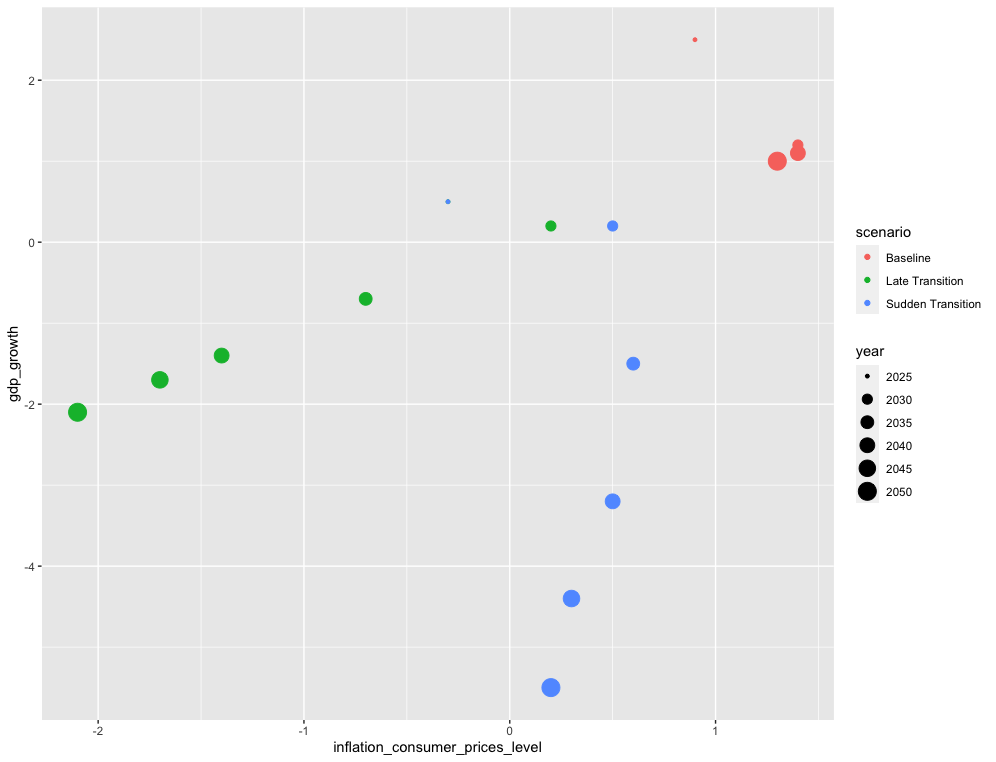 gdp_growth
2
0
-2
-4
-2
-1
0
1
inflation_consumer_prices_level
scenario
Baseline
Late Transition
Sudden Transition
year
2025
2030
2035
2040
2045
2050